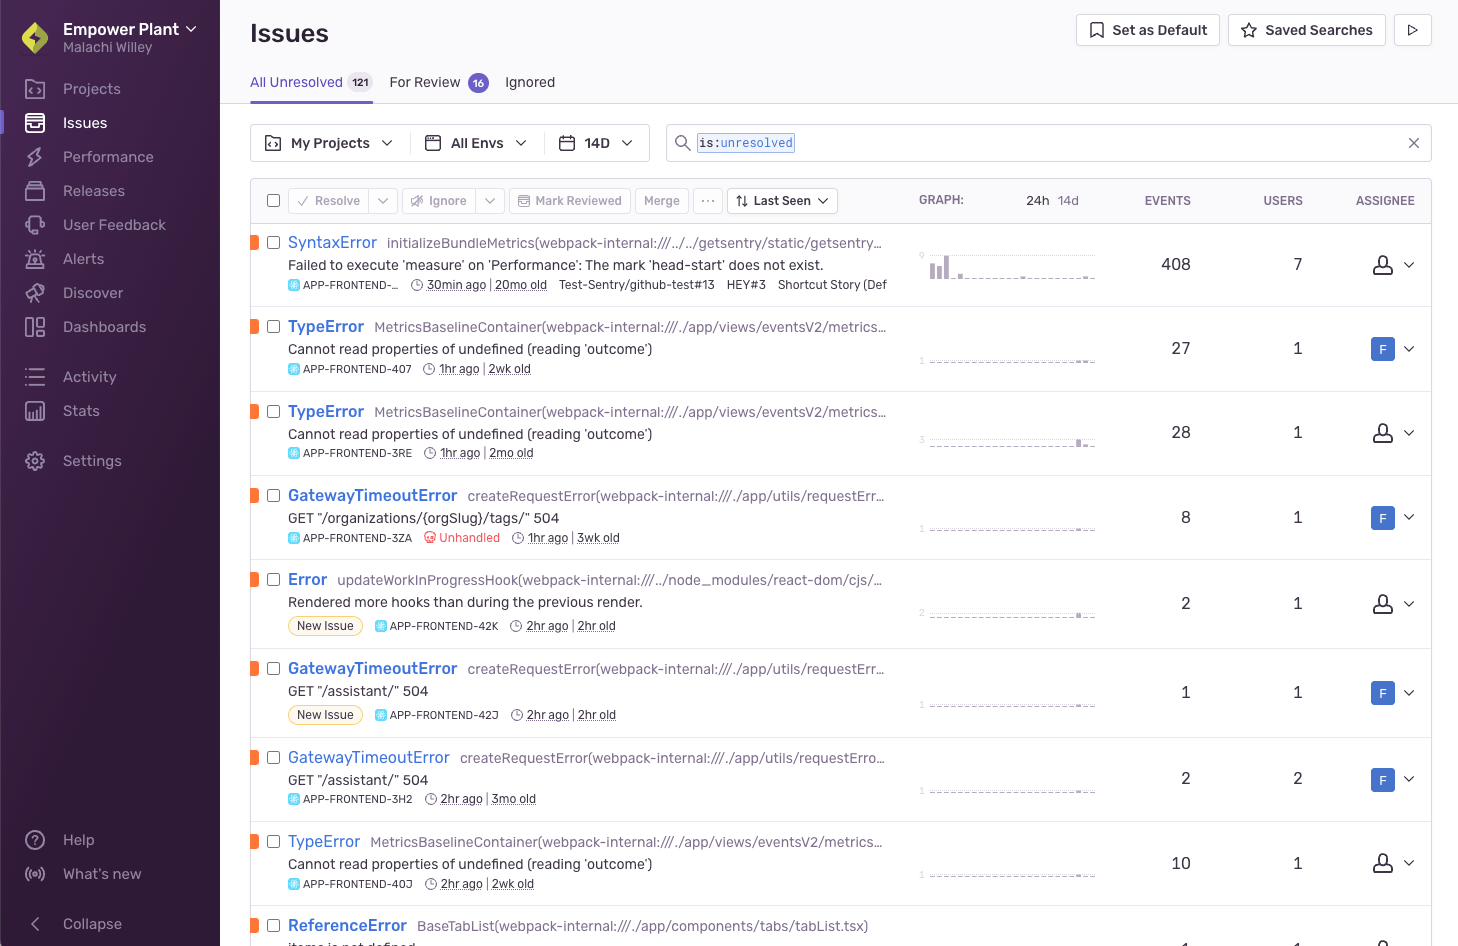 Empower Plant
Malachi Willey
Projects
Issues
Performance
Releases
User Feedback
Alerts
Discover
Dashboards
Activity
Stats
Settings
Help
What's new
Collapse
Issues
Set as Default
Saved Searches
All Unresolved 121
For Review 16
Ignored
My Projects
All Envs
14D
is:unresolved
Resolve
Ignore
Mark Reviewed
Merge
Last Seen
GRAPH: 24h 14d
EVENTS
USERS
ASSIGNEE
SyntaxError initializeBundleMetrics(webpack-internal:///../../getsentry/static/getsentry…
Failed to execute 'measure' on 'Performance': The mark 'head-start' does not exist.
APP-FRONTEND-… 30min ago | 20mo old Test-Sentry/github-test#13 HEY#3 Shortcut Story (Def
9
408 7
TypeError MetricsBaselineContainer(webpack-internal:///./app/views/eventsV2/metrics…
Cannot read properties of undefined (reading 'outcome')
APP-FRONTEND-407 1hr ago | 2wk old
1
27 1 F
TypeError MetricsBaselineContainer(webpack-internal:///./app/views/eventsV2/metrics…
Cannot read properties of undefined (reading 'outcome')
APP-FRONTEND-3RE 1hr ago | 2mo old
3
28 1
GatewayTimeoutError createRequestError(webpack-internal:///./app/utils/requestErr…
GET "/organizations/{orgSlug}/tags/" 504
APP-FRONTEND-3ZA Unhandled 1hr ago | 3wk old
1
8 1 F
Error updateWorkInProgressHook(webpack-internal:///../node_modules/react-dom/cjs/…
Rendered more hooks than during the previous render.
New Issue APP-FRONTEND-42K 2hr ago | 2hr old
2
2 1
GatewayTimeoutError createRequestError(webpack-internal:///./app/utils/requestErr…
GET "/assistant/" 504
New Issue APP-FRONTEND-42J 2hr ago | 2hr old
1
1 1 F
GatewayTimeoutError createRequestError(webpack-internal:///./app/utils/requestErro…
GET "/assistant/" 504
APP-FRONTEND-3H2 2hr ago | 3mo old
1
2 2 F
TypeError MetricsBaselineContainer(webpack-internal:///./app/views/eventsV2/metrics…
Cannot read properties of undefined (reading 'outcome')
APP-FRONTEND-40J 2hr ago | 2wk old
1
10 1
ReferenceError BaseTabList(webpack-internal:///./app/components/tabs/tabList.tsx)
items is not defined